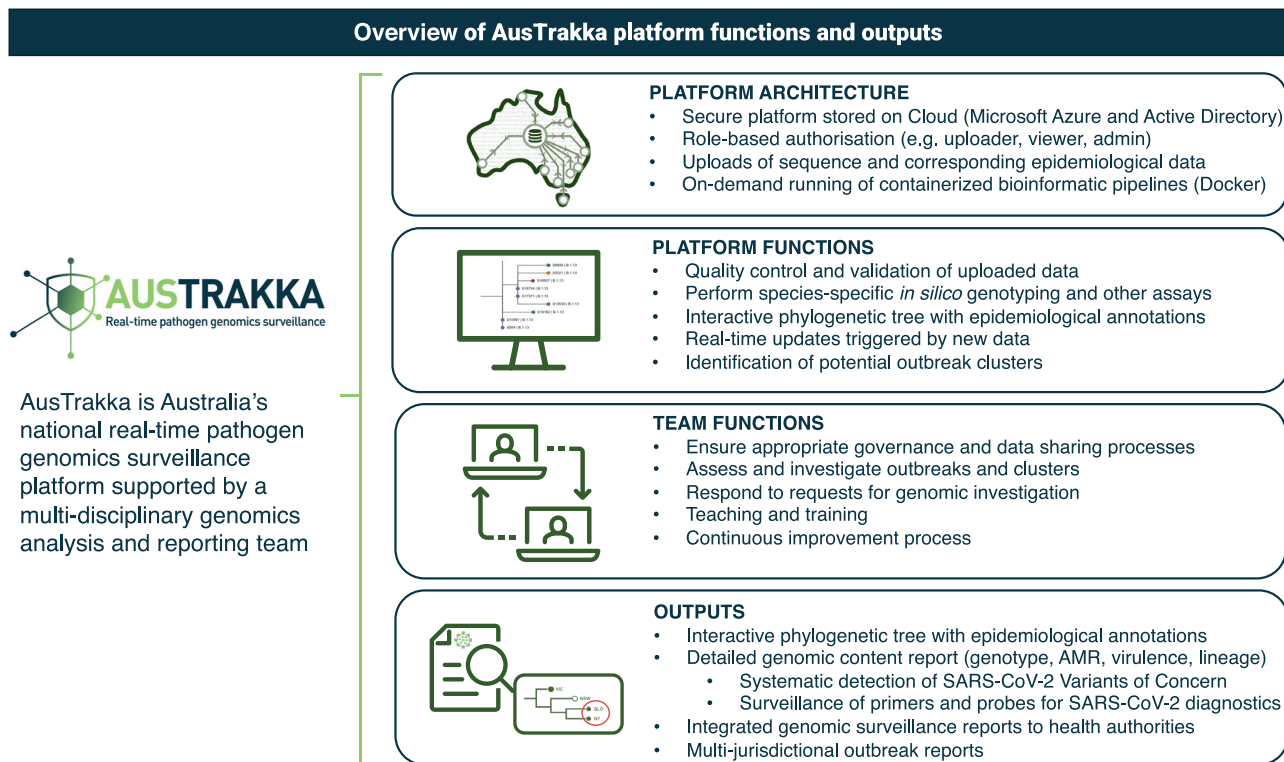 Overview of AusTrakka platform functions and outputs
AUSTRAKKA
Real-time pathogen genomics surveillance
AusTrakka is Australia's
national real-time pathogen
genomics surveillance
platform supported by a
multi-disciplinary genomics
analysis and reporting team
PLATFORM ARCHITECTURE
• Secure platform stored on Cloud (Microsoft Azure and Active Directory)
• Role-based authorisation (e.g. uploader, viewer, admin)
• Uploads of sequence and corresponding epidemiological data
• On-demand running of containerized bioinformatic pipelines (Docker)
PLATFORM FUNCTIONS
• Quality control and validation of uploaded data
• Perform species-specific in silico genotyping and other assays
• Interactive phylogenetic tree with epidemiological annotations
• Real-time updates triggered by new data
• Identification of potential outbreak clusters
TEAM FUNCTIONS
• Ensure appropriate governance and data sharing processes
• Assess and investigate outbreaks and clusters
• Respond to requests for genomic investigation
• Teaching and training
• Continuous improvement process
VIC
NSW
QLD
NT
OUTPUTS
• Interactive phylogenetic tree with epidemiological annotations
• Detailed genomic content report (genotype, AMR, virulence, lineage)
• Systematic detection of SARS-CoV-2 Variants of Concern
• Surveillance of primers and probes for SARS-CoV-2 diagnostics
• Integrated genomic surveillance reports to health authorities
• Multi-jurisdictional outbreak reports